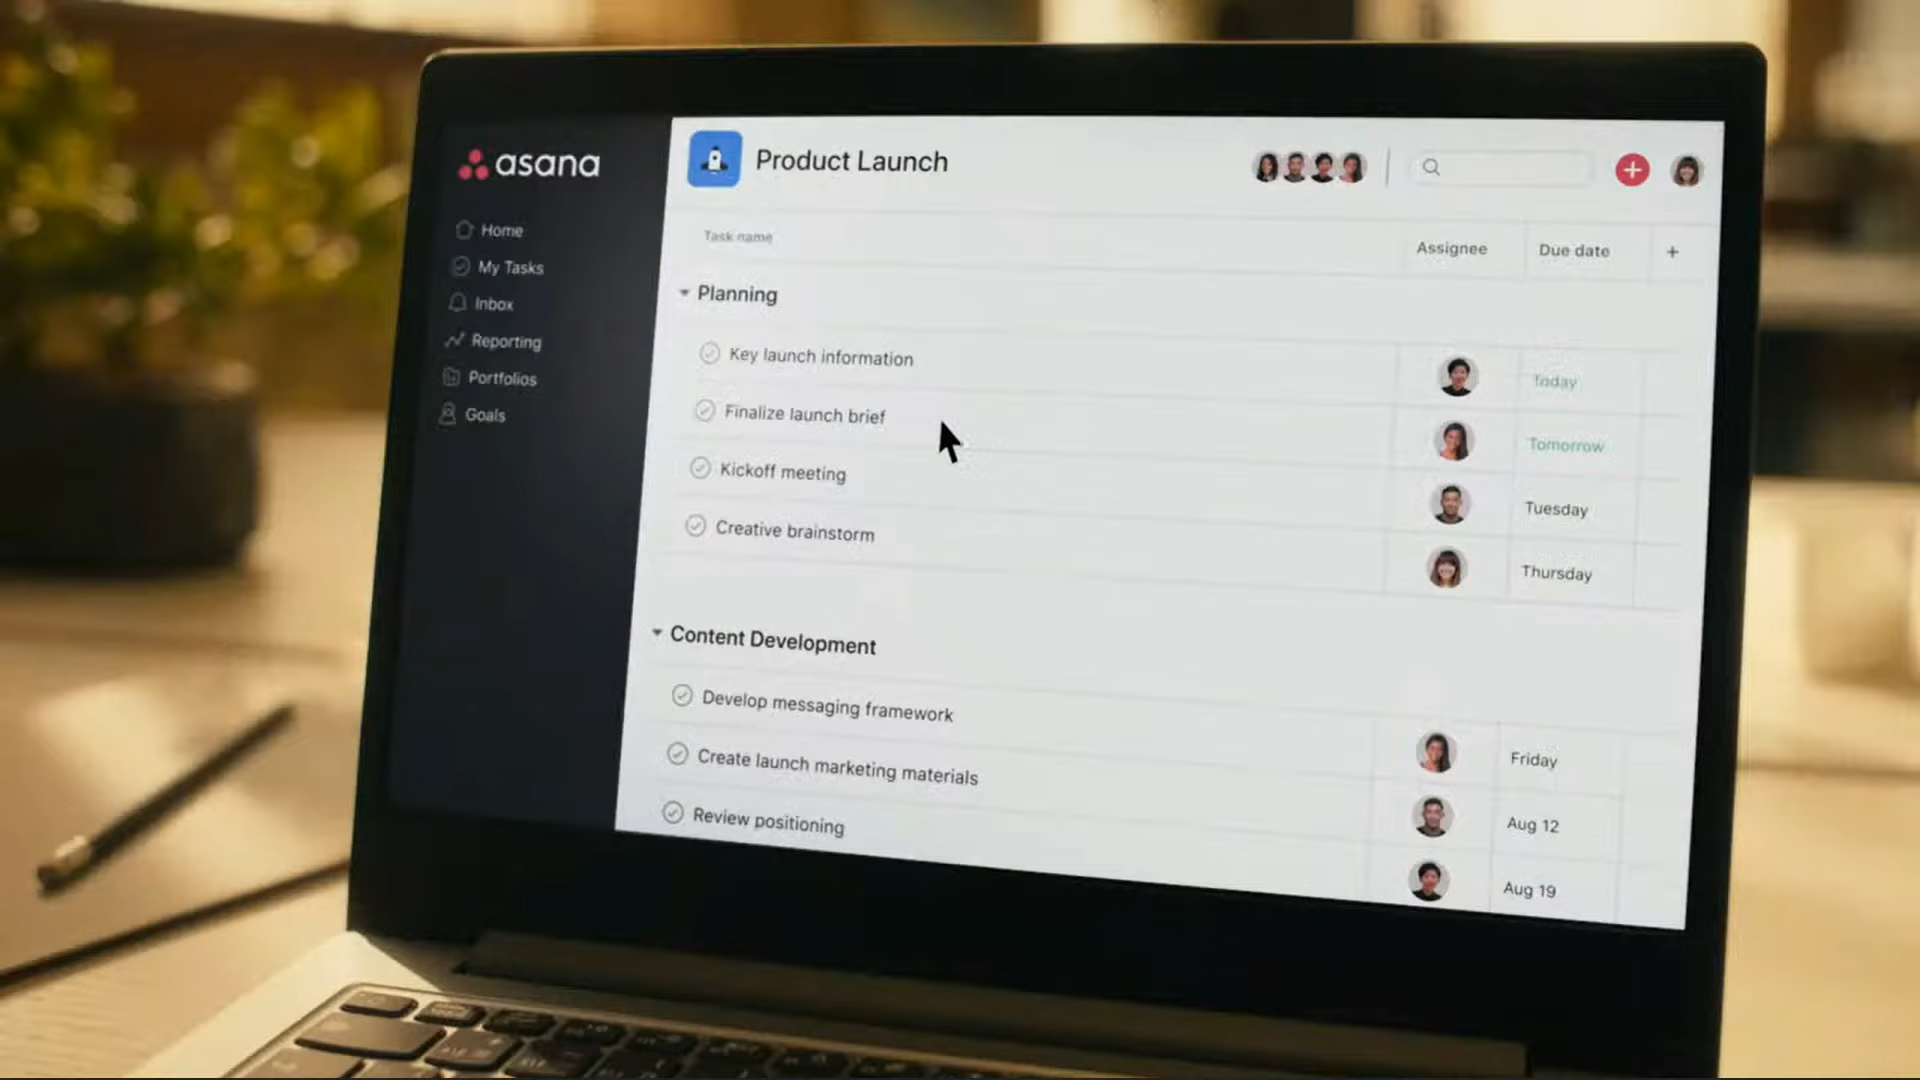 asana
Home
My Tasks
Inbox
Reporting
Portfolios
Goals
Product Launch
Task name Assignee Due date
Planning
Key launch information Today
Finalize launch brief Tomorrow
Kickoff meeting Tuesday
Creative brainstorm Thursday
Content Development
Develop messaging framework Friday
Create launch marketing materials Aug 12
Review positioning Aug 19